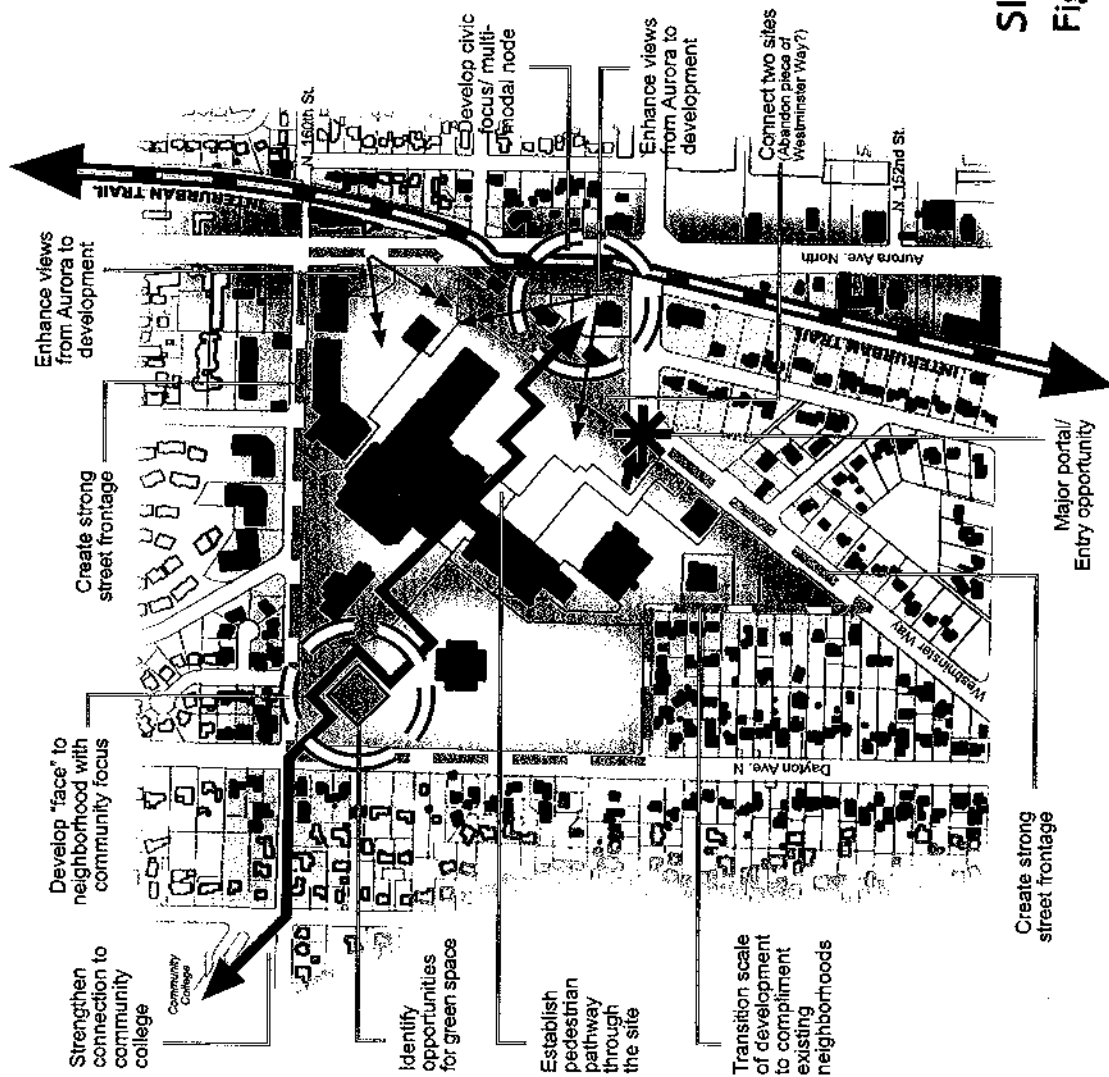 Strengthen
connection to
community
college
Community
College
Develop "face" to
neighborhood with
community focus
Create strong
street frontage
Enhance views
from Aurora to
development
INTERURBAN TRAIL
N. 160th St.
Develop civic
focus/ multi-
modal node
Enhance views
from Aurora to
development
Connect two sites
(Abandon piece of
Westminster Way?)
N 152nd St.
Aurora Ave. North
INTERURBAN TRAIL
Identify
opportunities
for green space
Establish
pedestrian
pathway
through
the site
Transition scale
of development
to compliment
existing
neighborhoods
Dayton Ave. N
Westminster Way
Create strong
street frontage
Major portal/
Entry opportunity